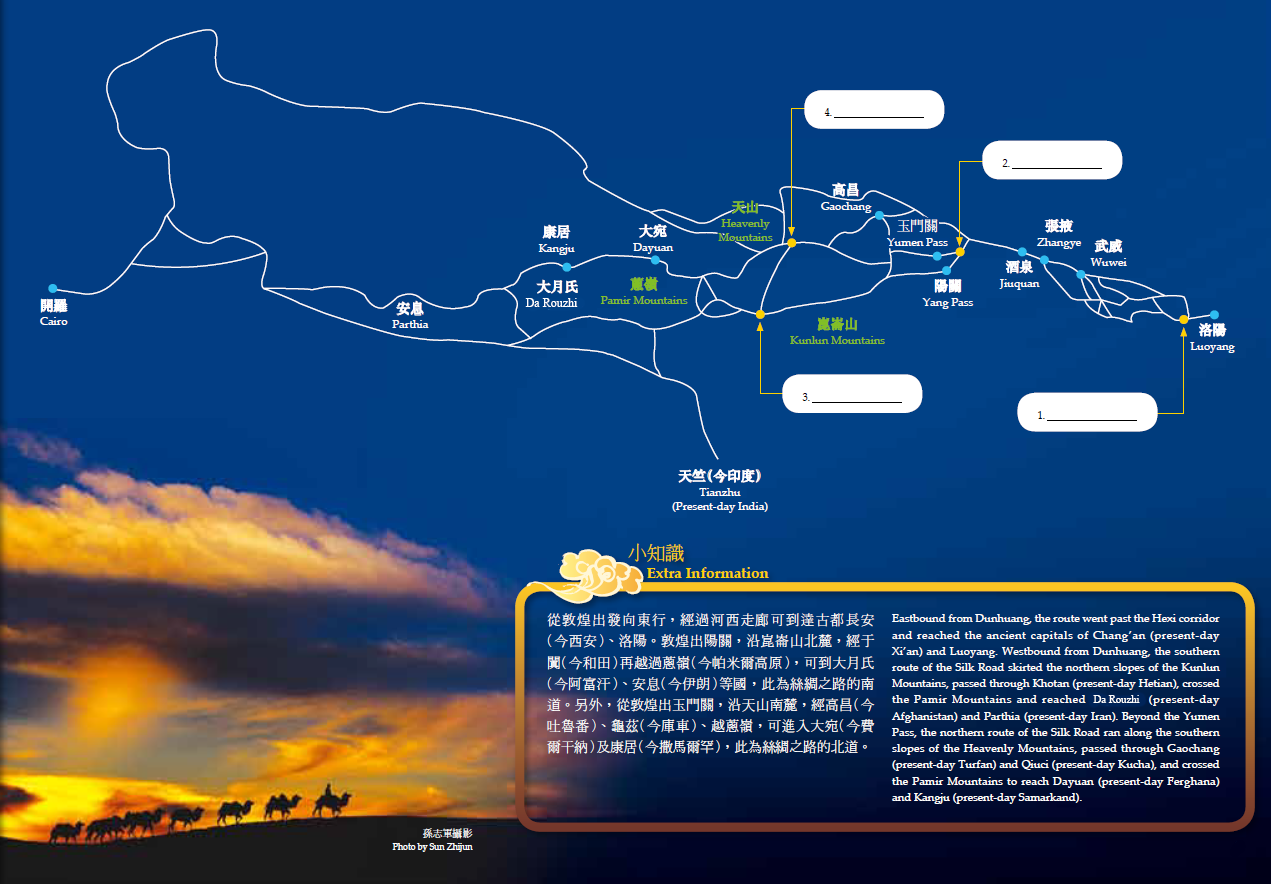 4.
2.
高昌
Gaochang
天山
Heavenly
Mountains
玉門關
Yumen Pass
張掖
Zhangye
康居
Kangju
大宛
Dayuan
武威
Wuwei
酒泉
Jiuquan
大月氏
Da Rouzhi
蔥嶺
Pamir Mountains
陽關
Yang Pass
開羅
Cairo
安息
Parthia
崑崙山
Kunlun Mountains
洛陽
Luoyang
3.
1.
天竺(今印度)
Tianzhu
(Present-day India)
小知識
Extra Information
從敦煌出發向東行，經過河西走廊可到達古都長安
(今西安)、洛陽。敦煌出陽關，沿崑崙山北麓，經于
闐(今和田)再越過蔥嶺(今帕米爾高原)，可到大月氏
(今阿富汗)、安息(今伊朗)等國，此為絲綢之路的南
道。另外，從敦煌出玉門關，沿天山南麓，經高昌(今
吐魯番)、龜茲(今庫車)、越蔥嶺，可進入大宛(今費
爾干納)及康居(今撒馬爾罕)，此為絲綢之路的北道。
Eastbound from Dunhuang, the route went past the Hexi corridor
and reached the ancient capitals of Chang’an (present-day
Xi’an) and Luoyang. Westbound from Dunhuang, the southern
route of the Silk Road skirted the northern slopes of the Kunlun
Mountains, passed through Khotan (present-day Hetian), crossed
the Pamir Mountains and reached Da Rouzhi (present-day
Afghanistan) and Parthia (present-day Iran). Beyond the Yumen
Pass, the northern route of the Silk Road ran along the southern
slopes of the Heavenly Mountains, passed through Gaochang
(present-day Turfan) and Qiuci (present-day Kucha), and crossed
the Pamir Mountains to reach Dayuan (present-day Ferghana)
and Kangju (present-day Samarkand).
孫志軍攝影
Photo by Sun Zhijun